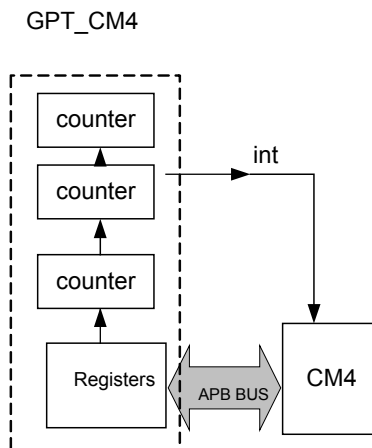 GPT_CM4
counter
int
counter
counter
Registers
APB BUS
CM4